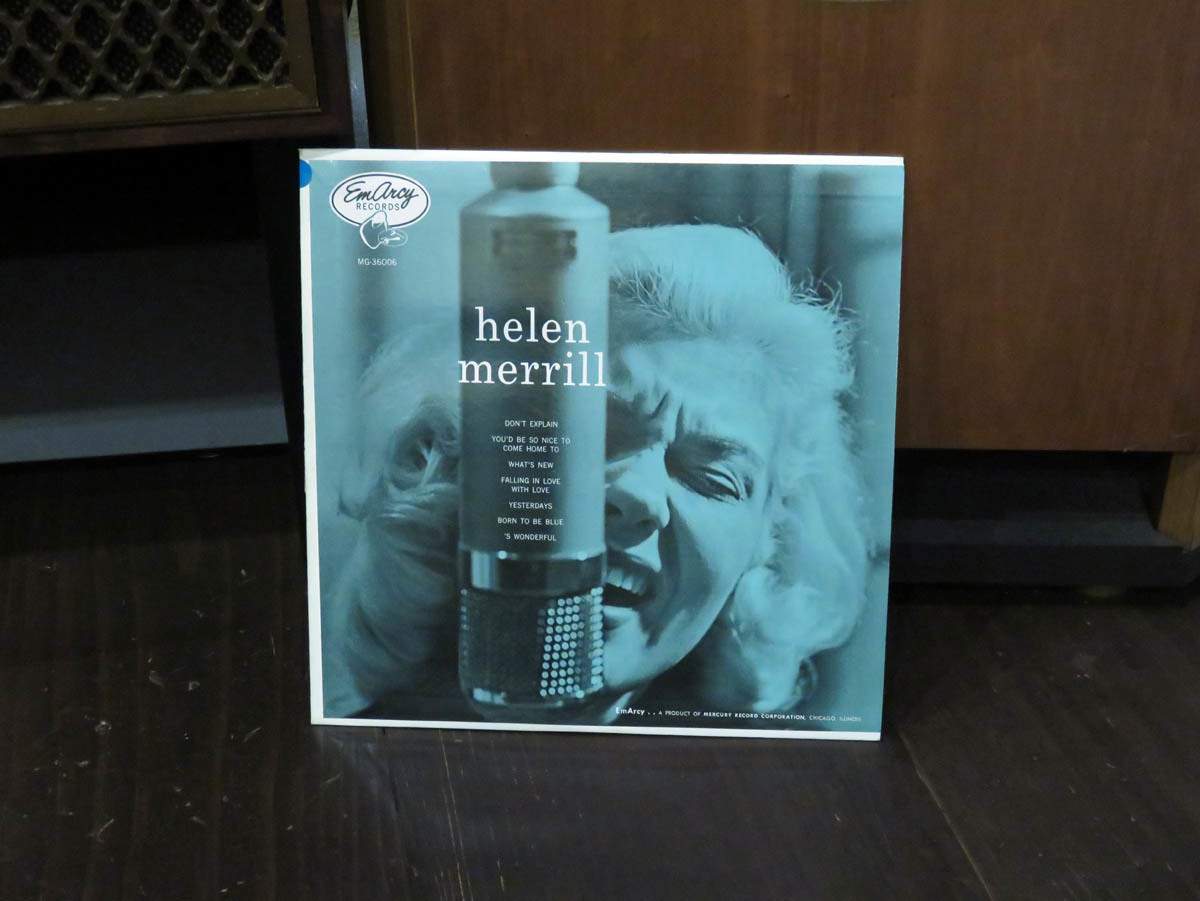 EmArcy
RECORDS
MG-36006
helen
merrill
DON'T EXPLAIN
YOU'D BE SO NICE TO
COME HOME TO
WHAT'S NEW
FALLING IN LOVE
WITH LOVE
YESTERDAYS
BORN TO BE BLUE
'S WONDERFUL
EmArcy . . A PRODUCT OF MERCURY RECORD CORPORATION, CHICAGO, ILLINOIS